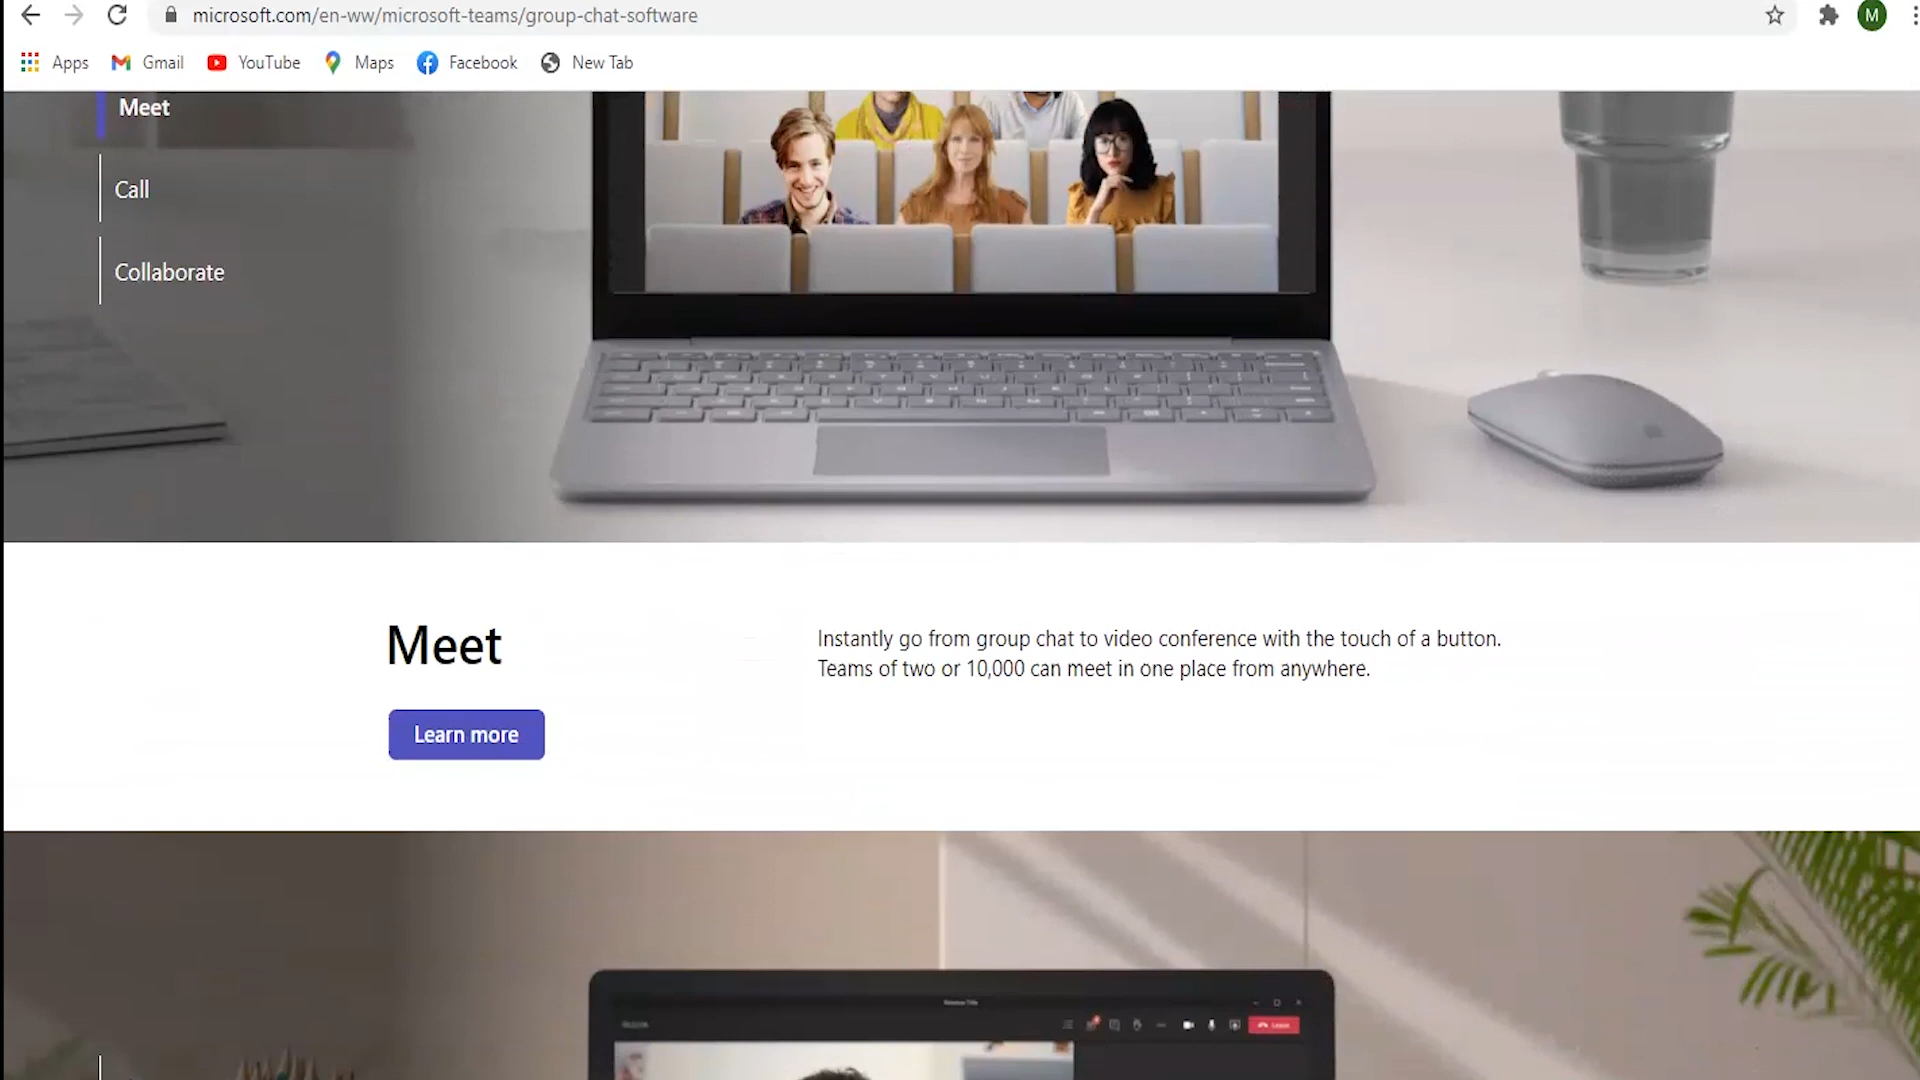 microsoft.com/en-ww/microsoft-teams/group-chat-software
M
Apps
Gmail
YouTube
Maps
Facebook
New Tab
Meet
Call
Collaborate
Meet
Instantly go from group chat to video conference with the touch of a button.
Teams of two or 10,000 can meet in one place from anywhere.
Learn more
Leave